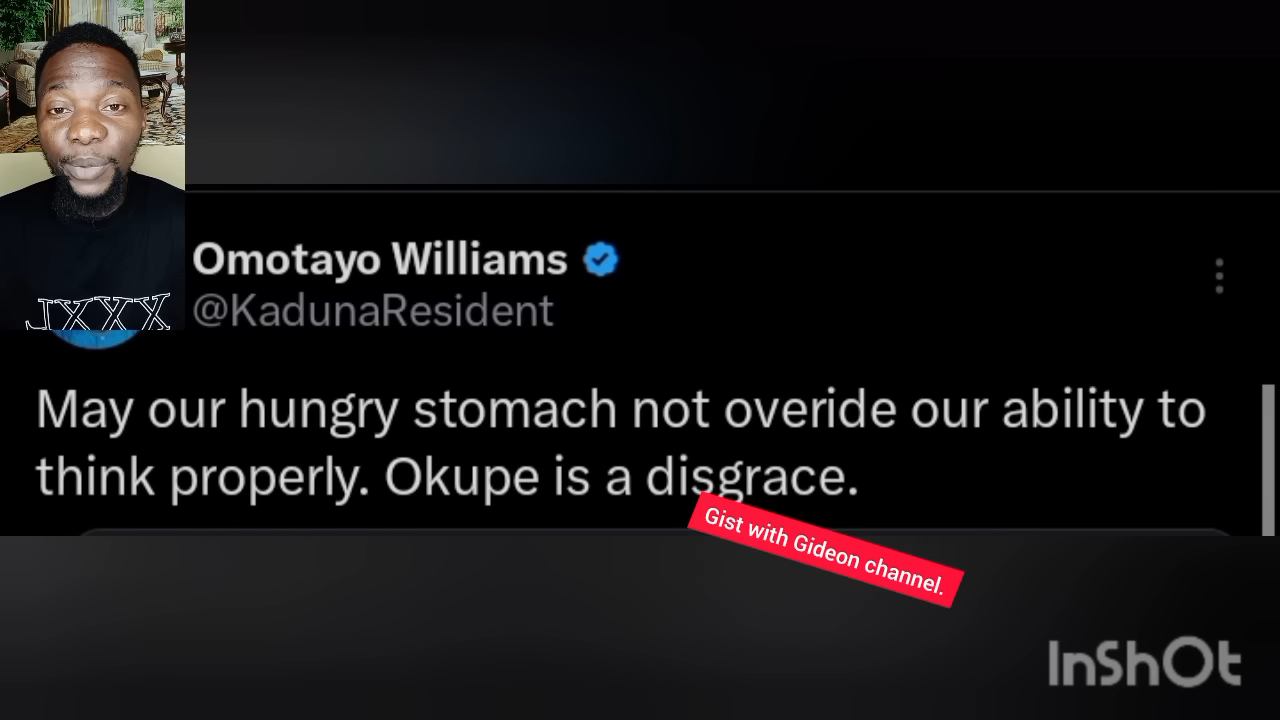 Omotayo Williams
@KadunaResident
May our hungry stomach not overide our ability to
think properly. Okupe is a disgrace.
Gist with Gideon channel.
JXXX
InShOt